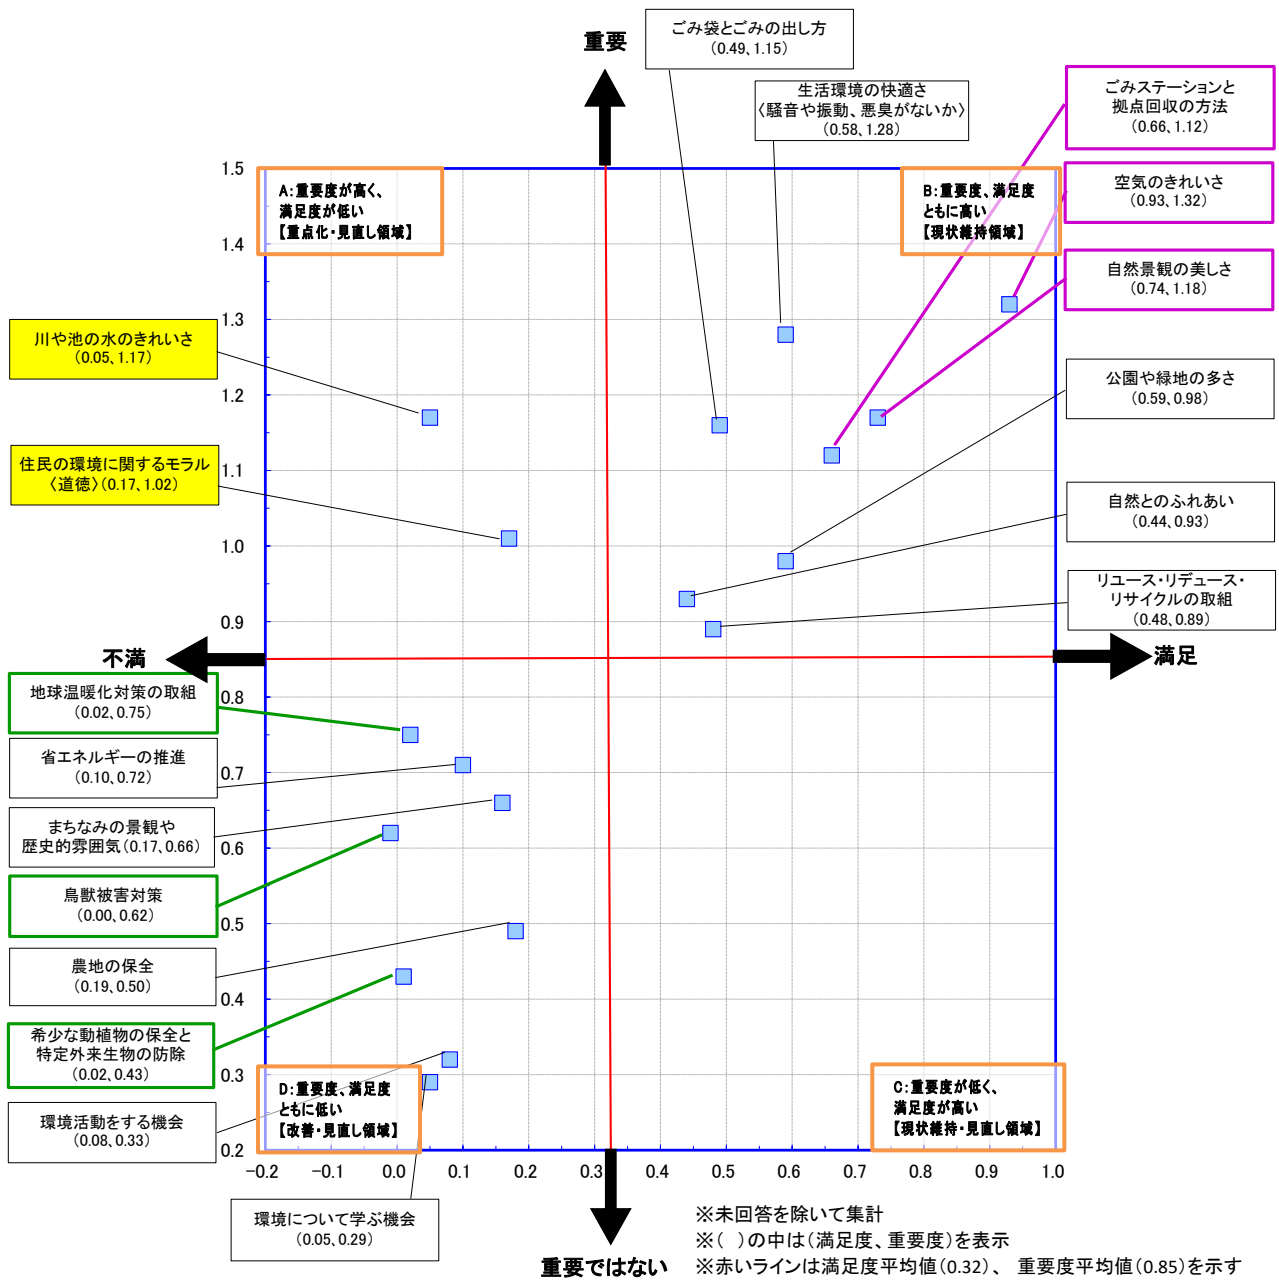 重要
ごみ袋とごみの出し方
(0.49、1.15)
生活環境の快適さ
〈騒音や振動、悪臭がないか〉
(0.58、1.28)
ごみステーションと
拠点回収の方法
(0.66、1.12)
空気のきれいさ
(0.93、1.32)
自然景観の美しさ
(0.74、1.18)
公園や緑地の多さ
(0.59、0.98)
自然とのふれあい
(0.44、0.93)
リユース・リデュース・
リサイクルの取組
(0.48、0.89)
A:重要度が高く、
満足度が低い
【重点化・見直し領域】
B:重要度、満足度
ともに高い
【現状維持領域】
川や池の水のきれいさ
(0.05、1.17)
住民の環境に関するモラル
〈道徳〉(0.17、1.02)
不満
満足
地球温暖化対策の取組
(0.02、0.75)
省エネルギーの推進
(0.10、0.72)
まちなみの景観や
歴史的雰囲気(0.17、0.66)
鳥獣被害対策
(0.00、0.62)
農地の保全
(0.19、0.50)
希少な動植物の保全と
特定外来生物の防除
(0.02、0.43)
環境活動をする機会
(0.08、0.33)
環境について学ぶ機会
(0.05、0.29)
D:重要度、満足度
ともに低い
【改善・見直し領域】
C:重要度が低く、
満足度が高い
【現状維持・見直し領域】
1.5
1.4
1.3
1.2
1.1
1.0
0.9
0.8
0.7
0.6
0.5
0.4
0.3
0.2
-0.2 -0.1 0.0 0.1 0.2 0.3 0.4 0.5 0.6 0.7 0.8 0.9 1.0
重要ではない
※未回答を除いて集計
※( )の中は(満足度、重要度)を表示
※赤いラインは満足度平均値(0.32)、 重要度平均値(0.85)を示す